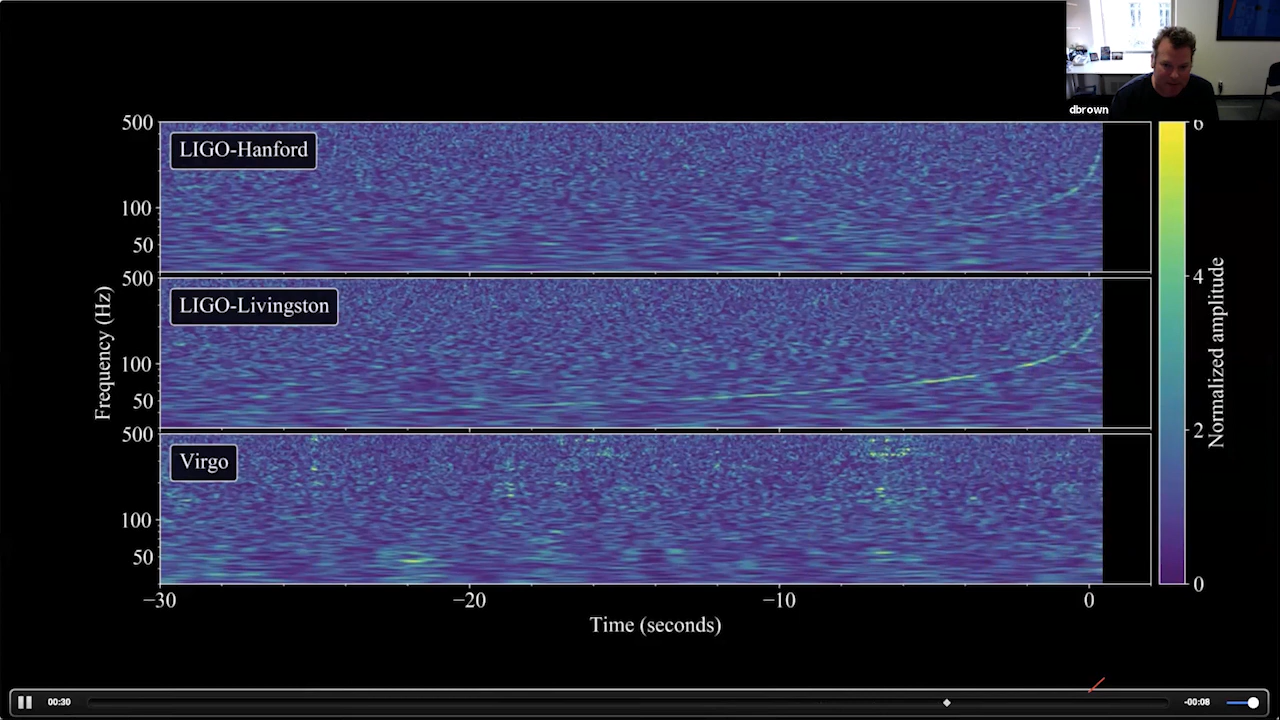 dbrown
500
6
LIGO-Hanford
100
50
500
LIGO-Livingston
4
Frequency (Hz)
Normalized amplitude
100
50
500
2
Virgo
100
50
0
−30
−20
−10
0
Time (seconds)
00:30
-00:08